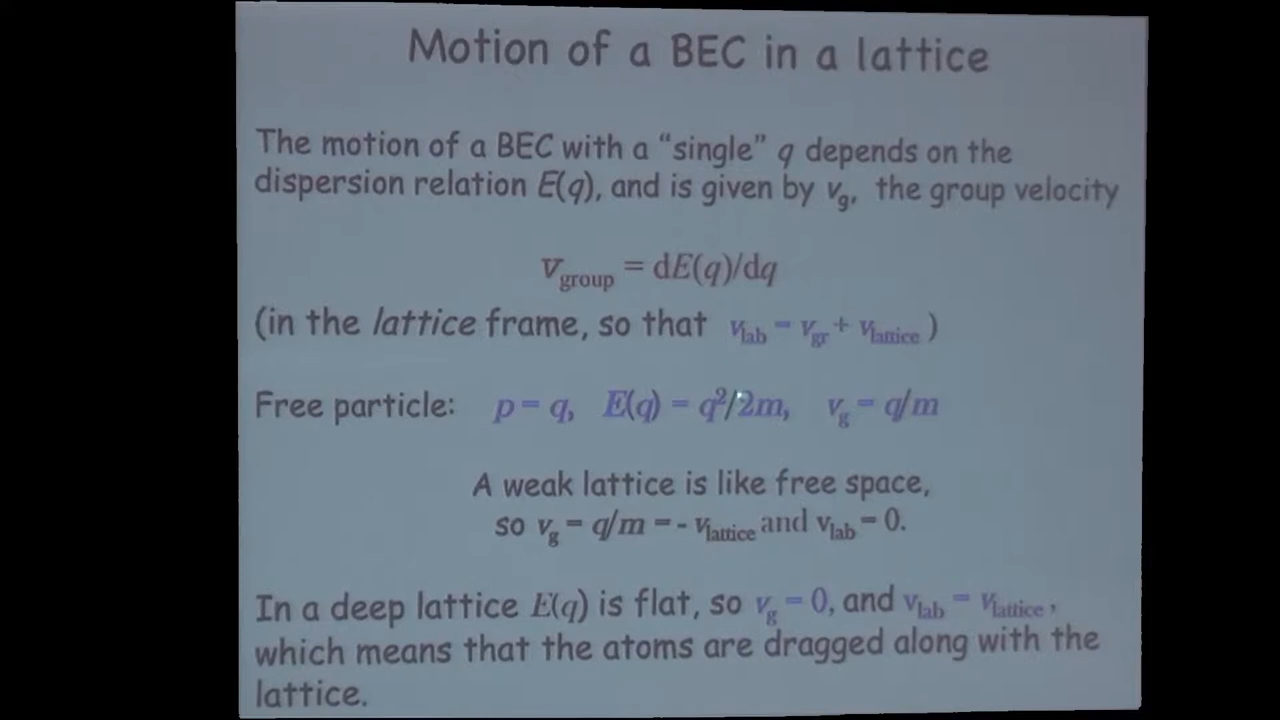 Motion of a BEC in a lattice
The motion of a BEC with a “single” q depends on the
dispersion relation E(q), and is given by vg, the group velocity
vgroup = dE(q)/dq
(in the lattice frame, so that vlab = vgr + vlattice )
Free particle: p = q, E(q) = q²/2m, vg = q/m
A weak lattice is like free space,
so vg = q/m = - vlattice and vlab = 0.
In a deep lattice E(q) is flat, so vg = 0, and vlab = vlattice,
which means that the atoms are dragged along with the
lattice.